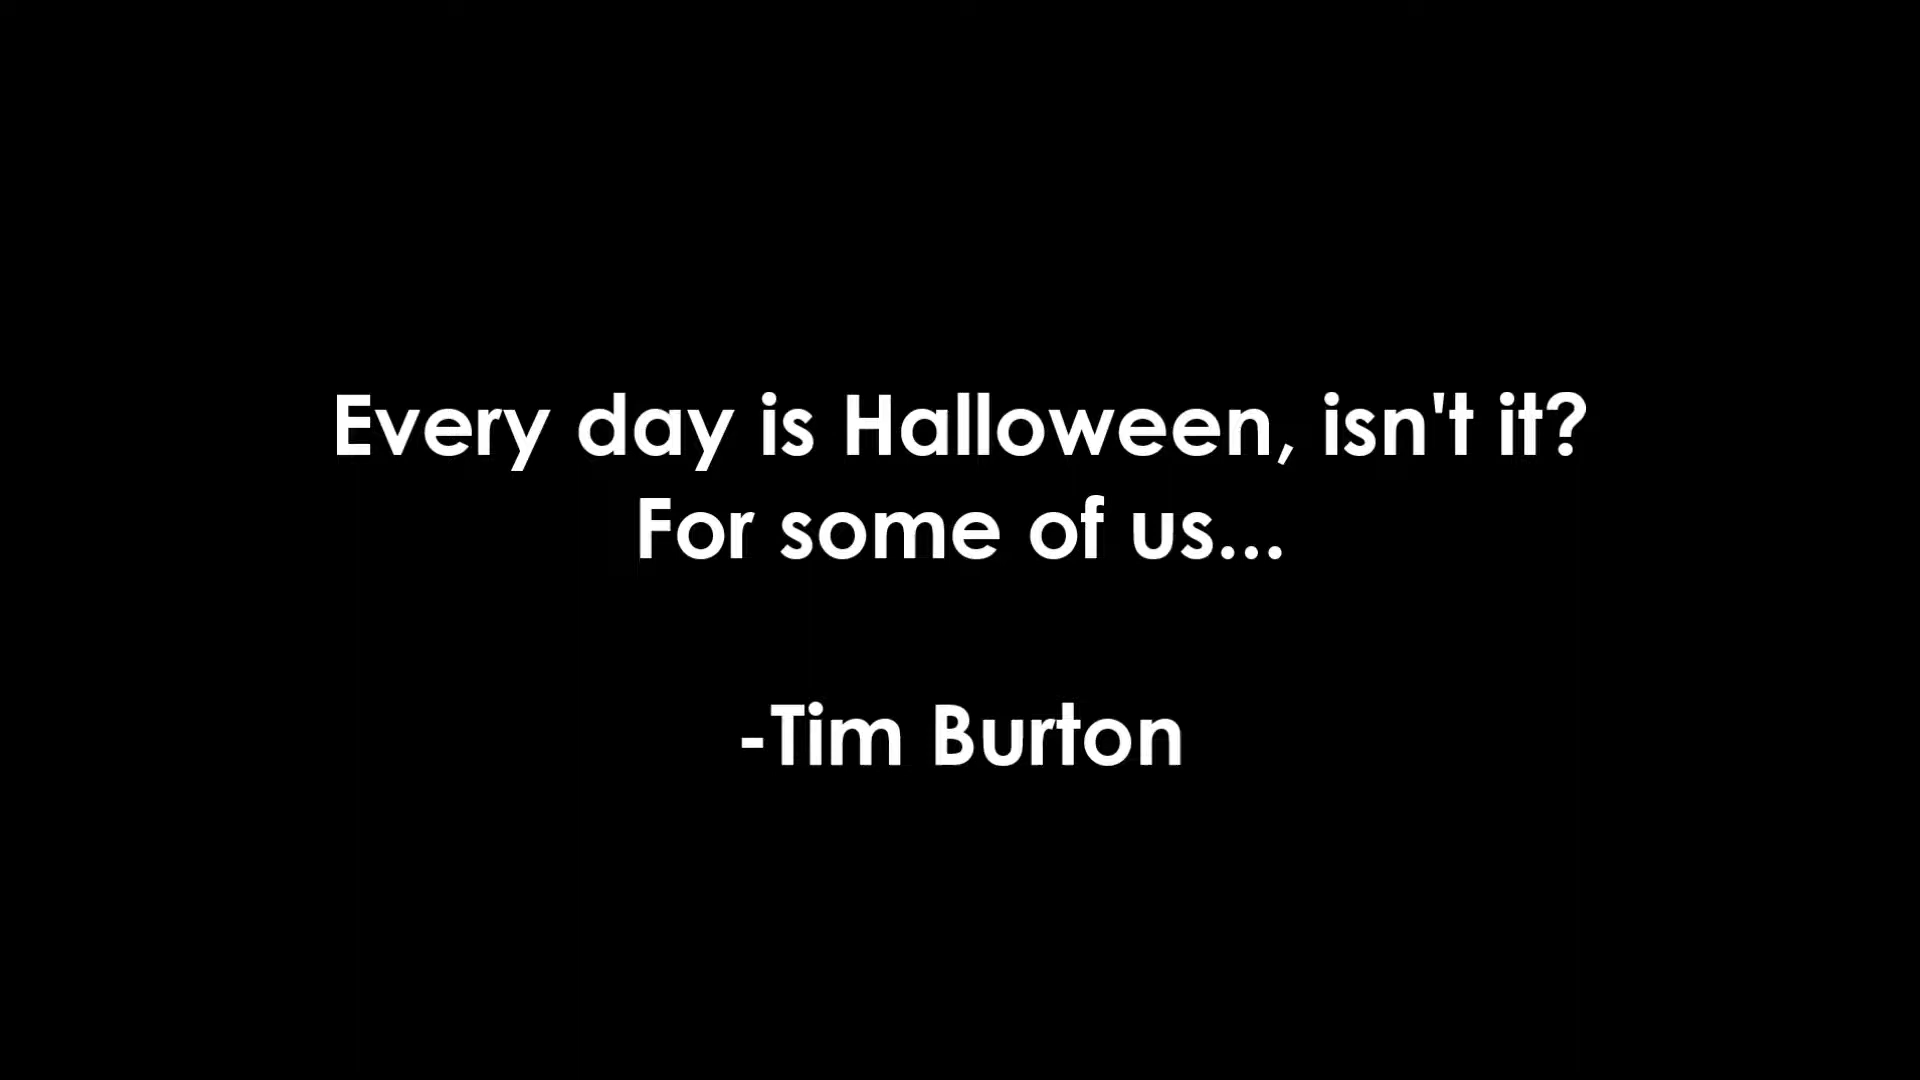 Every day is Halloween, isn't it?
For some of us...
-Tim Burton